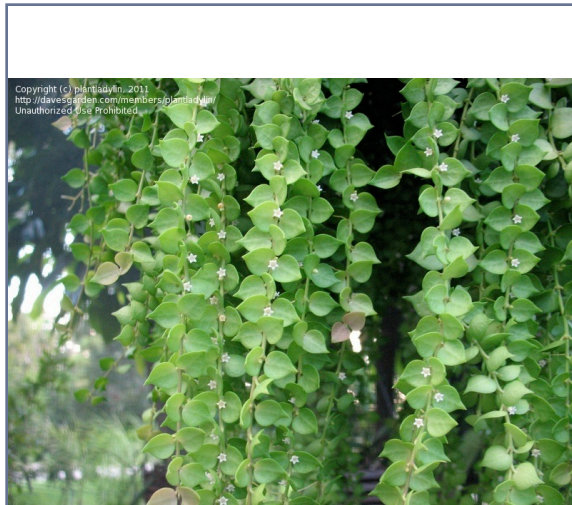 Copyright (c) plantladylin, 2011
http://davesgarden.com/members/plantladylin/
Unauthorized Use Prohibited